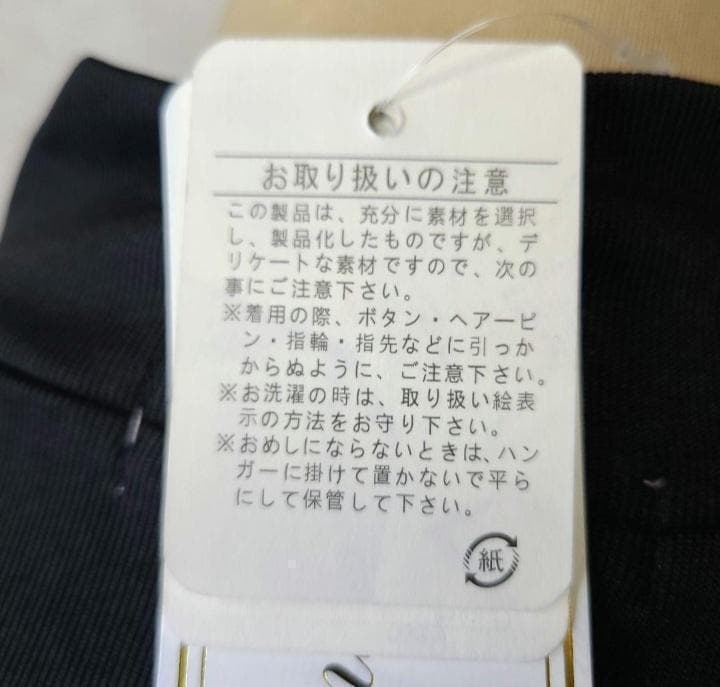 お取り扱いの注意
この製品は、充分に素材を選択
し、製品化したものですが、デ
リケートな素材ですので、次の
事にご注意下さい。
※着用の際、ボタン・ヘアーピ
ン・指輪・指先などに引っか
からぬように、ご注意下さい。
※お洗濯の時は、取り扱い絵表
示の方法をお守り下さい。
※おめしにならないときは、ハン
ガーに掛けて置かないで平ら
にして保管して下さい。
紙